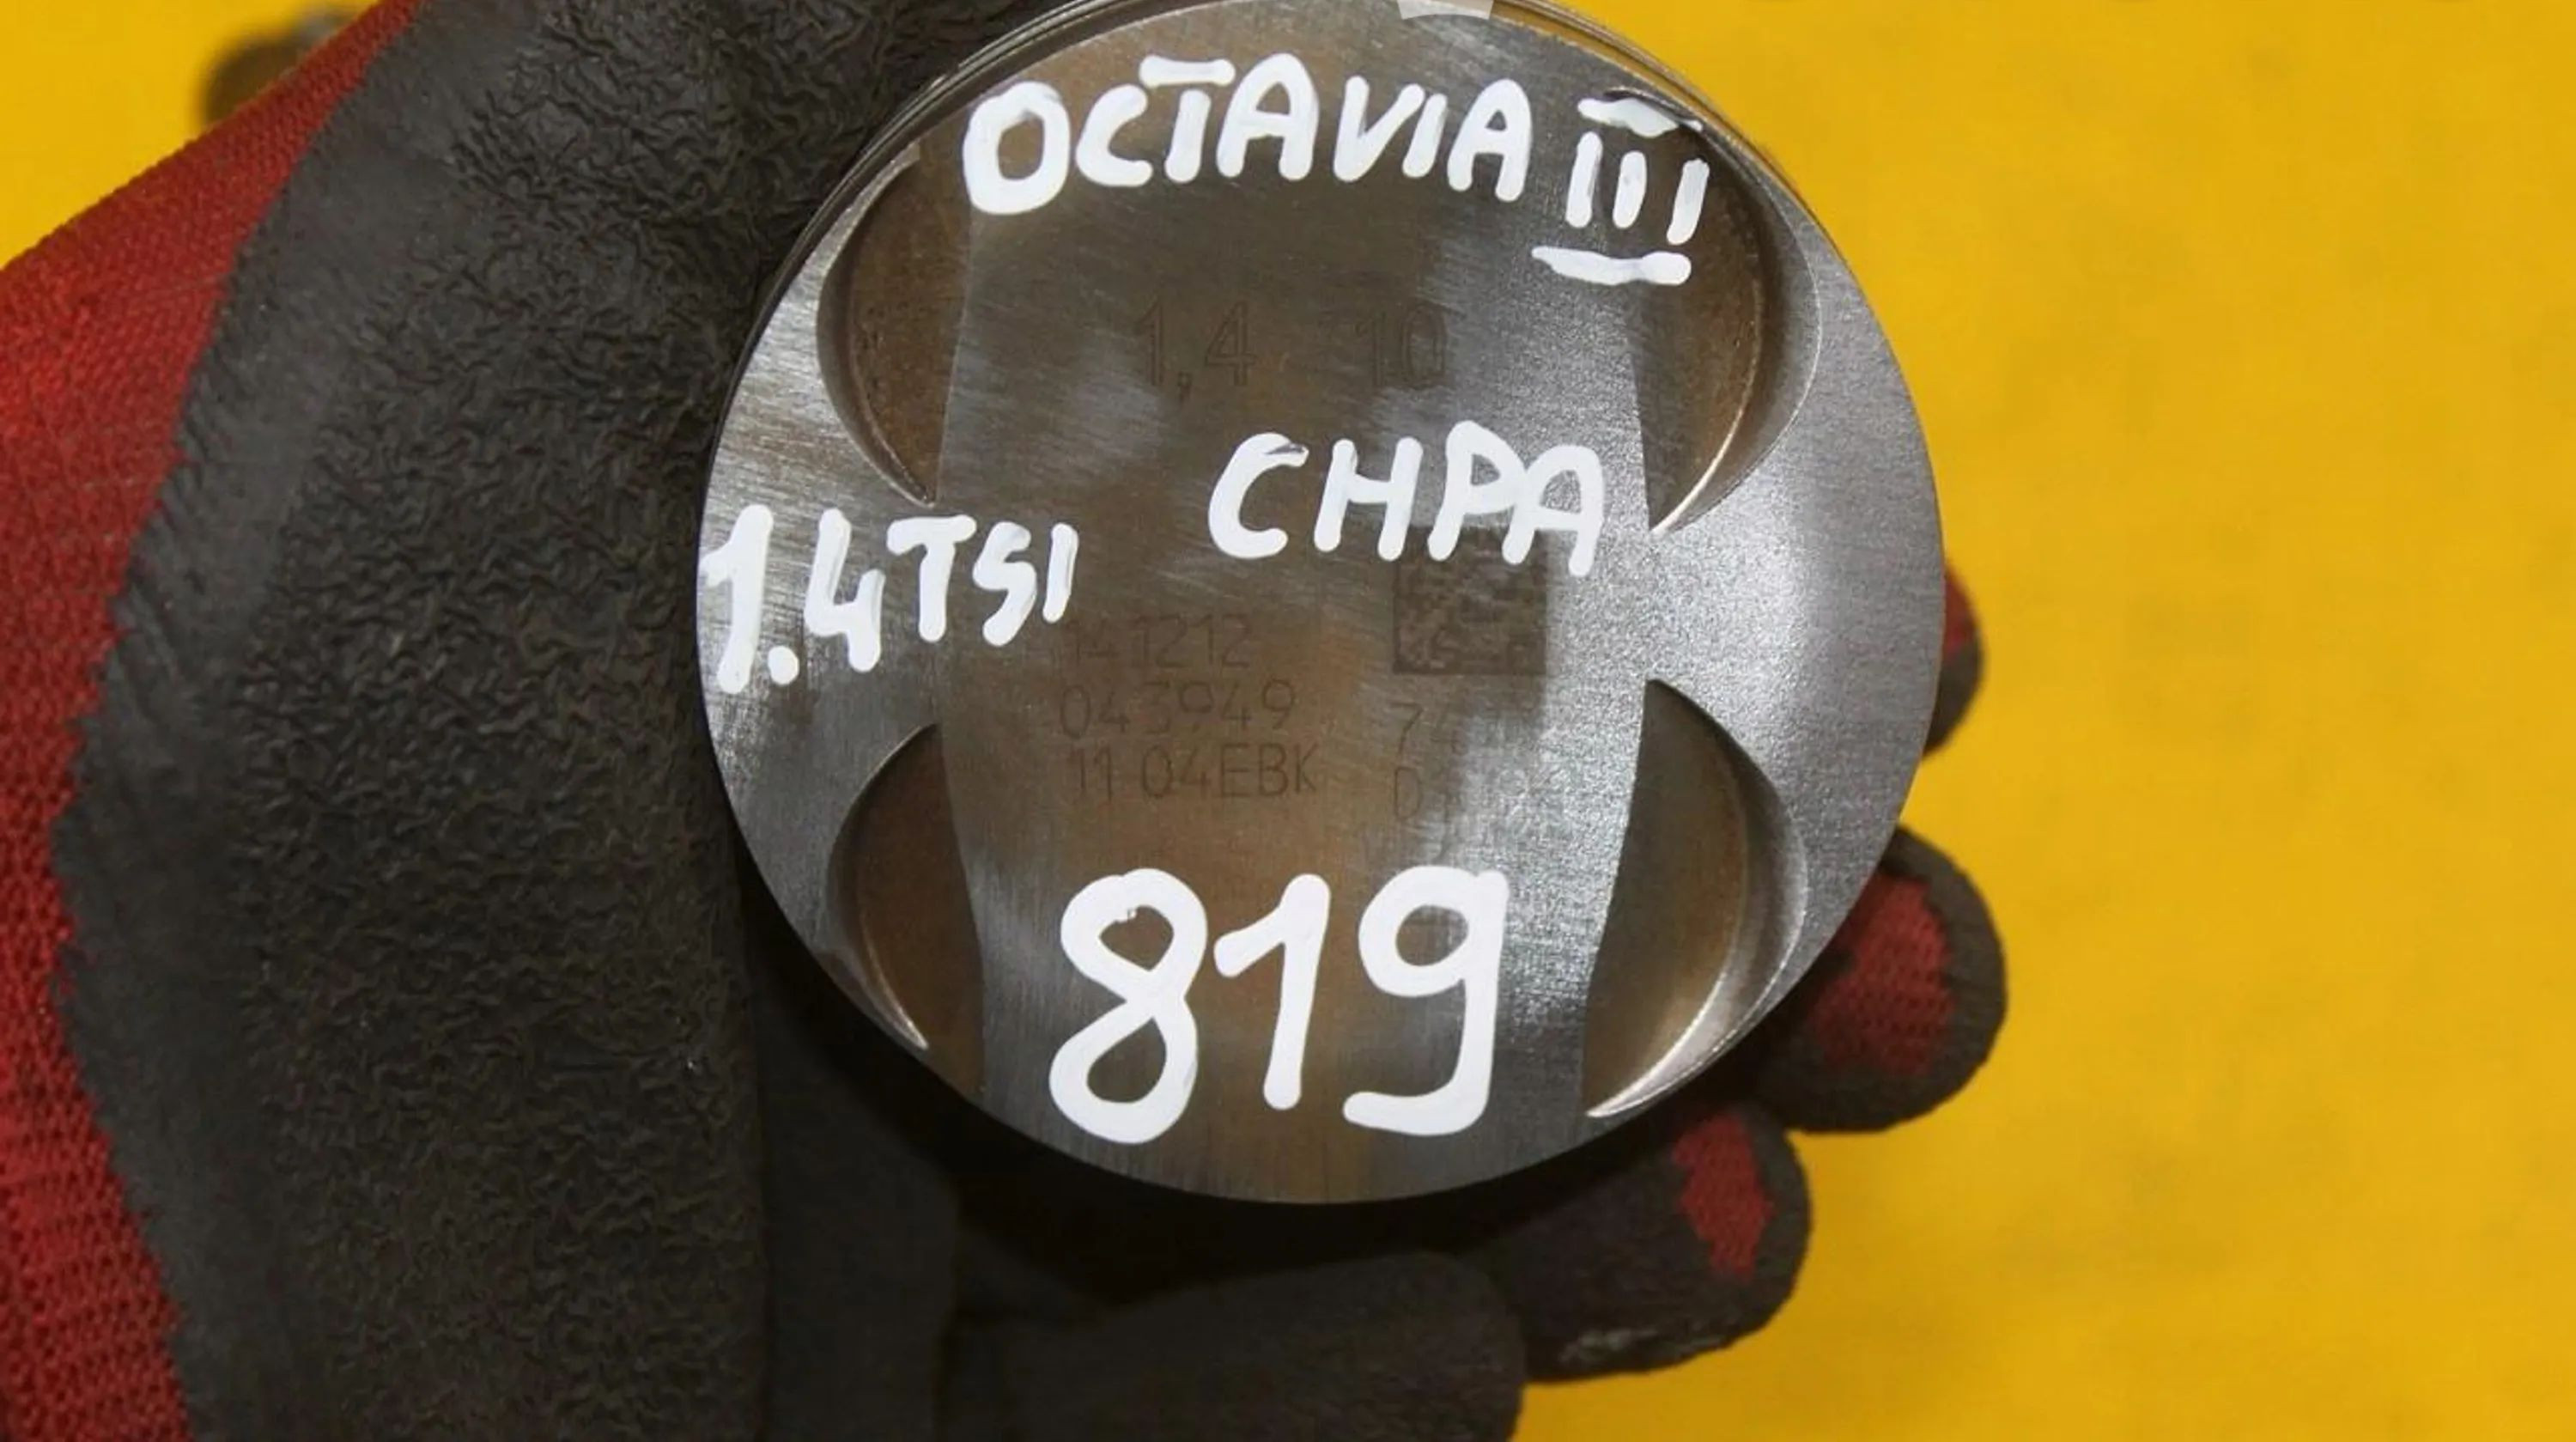 OCTAVIA III
1,4 10
CHPA
1.4TSI
141212
043949
11 04EBK
819